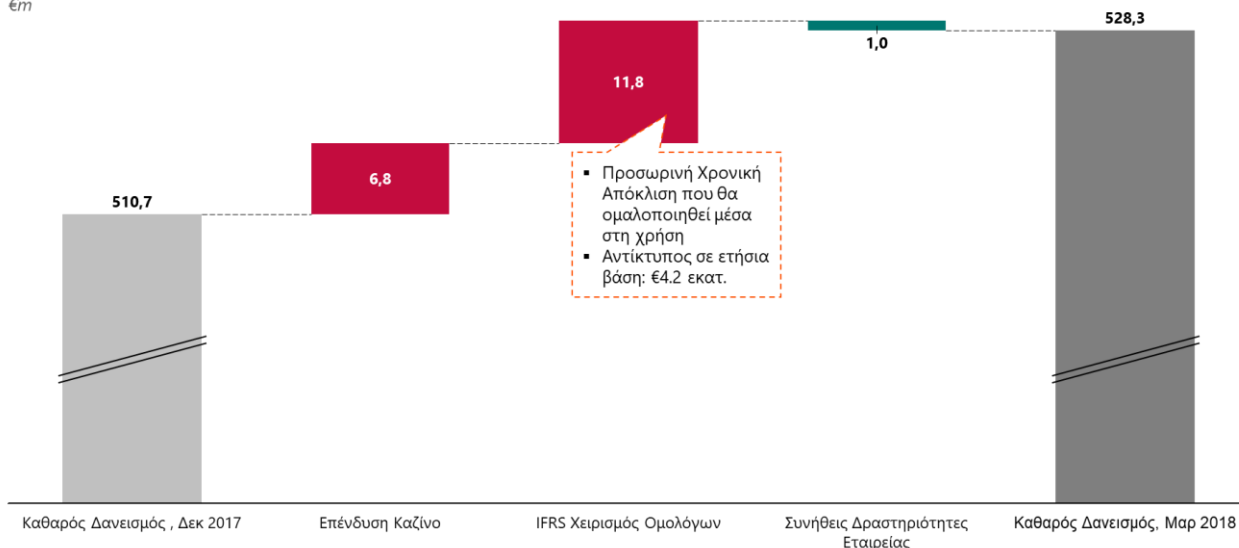 €m
528,3
1,0
11,8
6,8
510,7
▪ Προσωρινή Χρονική
Απόκλιση που θα
ομαλοποιηθεί μέσα
στη χρήση
▪ Αντίκτυπος σε ετήσια
βάση: €4.2 εκατ.
Καθαρός Δανεισμός , Δεκ 2017
Επένδυση Καζίνο
IFRS Χειρισμός Ομολόγων
Συνήθεις Δραστηριότητες
Εταιρείας
Καθαρός Δανεισμός, Μαρ 2018